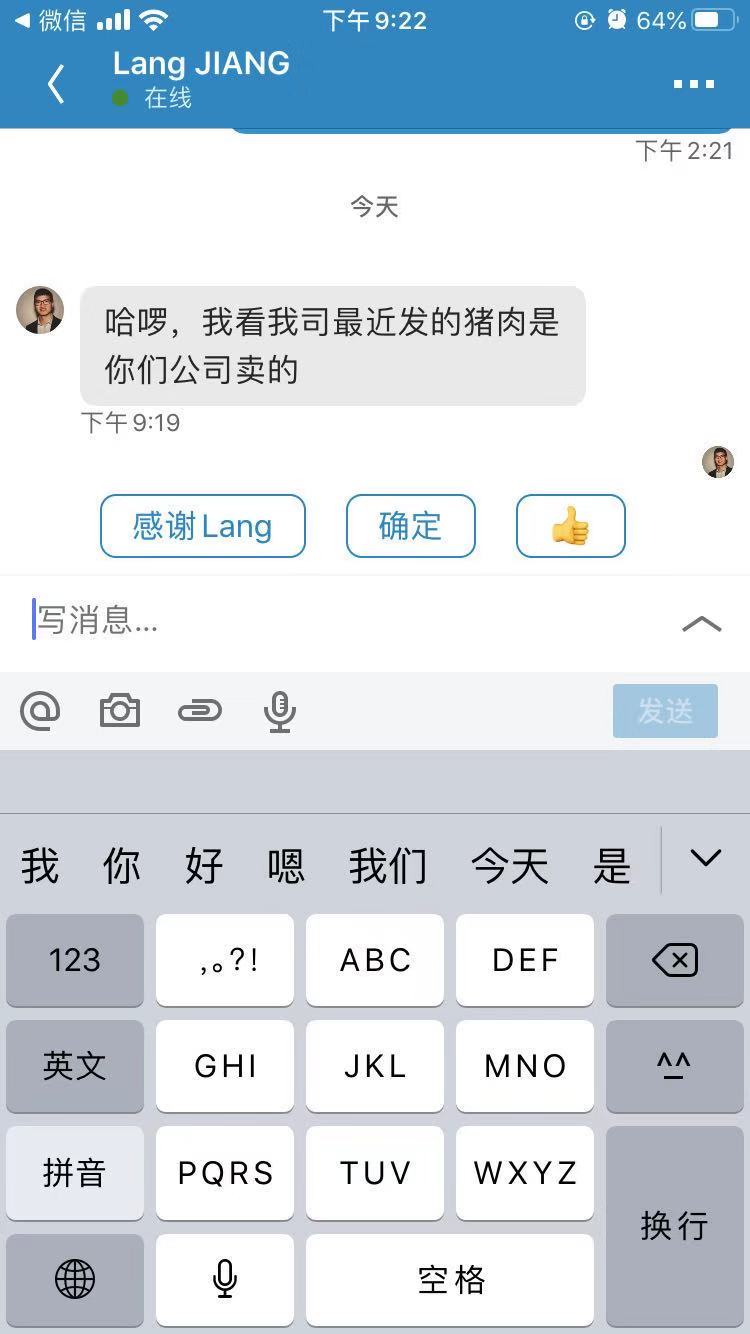 微信
下午9:22
64%
Lang JIANG
在线
下午2:21
今天
哈啰，我看我司最近发的猪肉是
你们公司卖的
下午9:19
感谢Lang
确定
👍
写消息...
发送
我 你 好 嗯 我们 今天 是
123
,。?!
ABC
DEF
英文
GHI
JKL
MNO
^^
拼音
PQRS
TUV
WXYZ
换行
空格